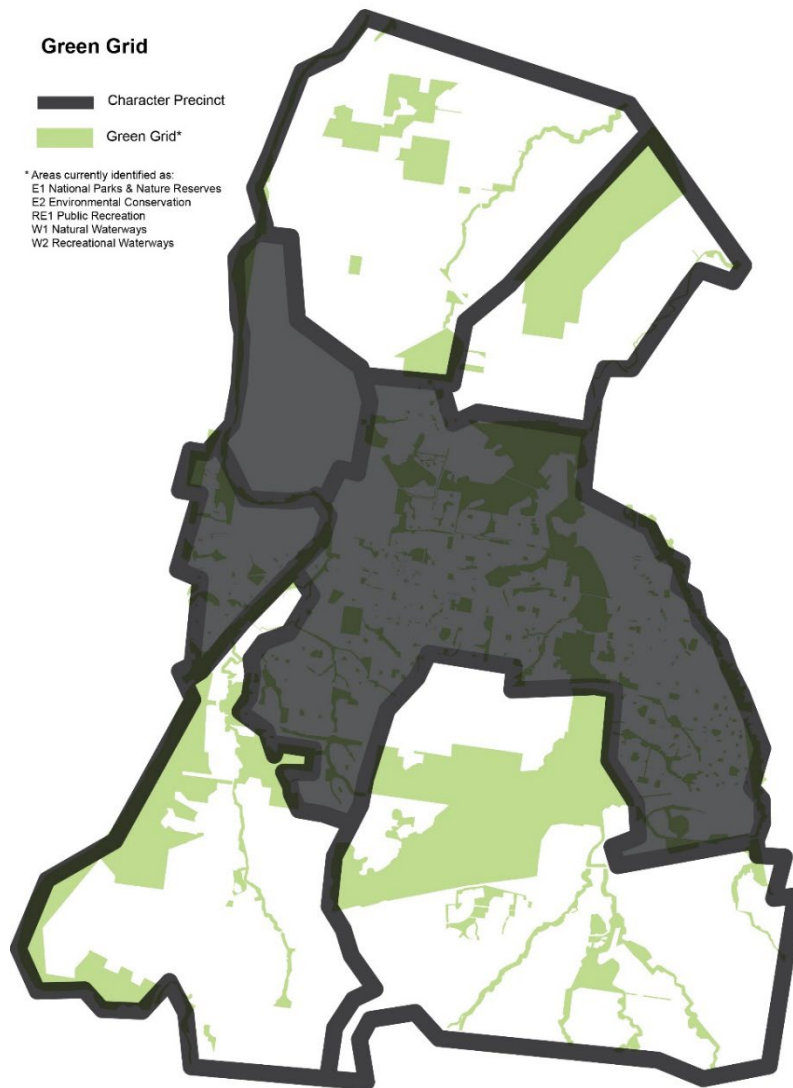 Green Grid
Character Precinct
Green Grid*
* Areas currently identified as:
E1 National Parks & Nature Reserves
E2 Environmental Conservation
RE1 Public Recreation
W1 Natural Waterways
W2 Recreational Waterways